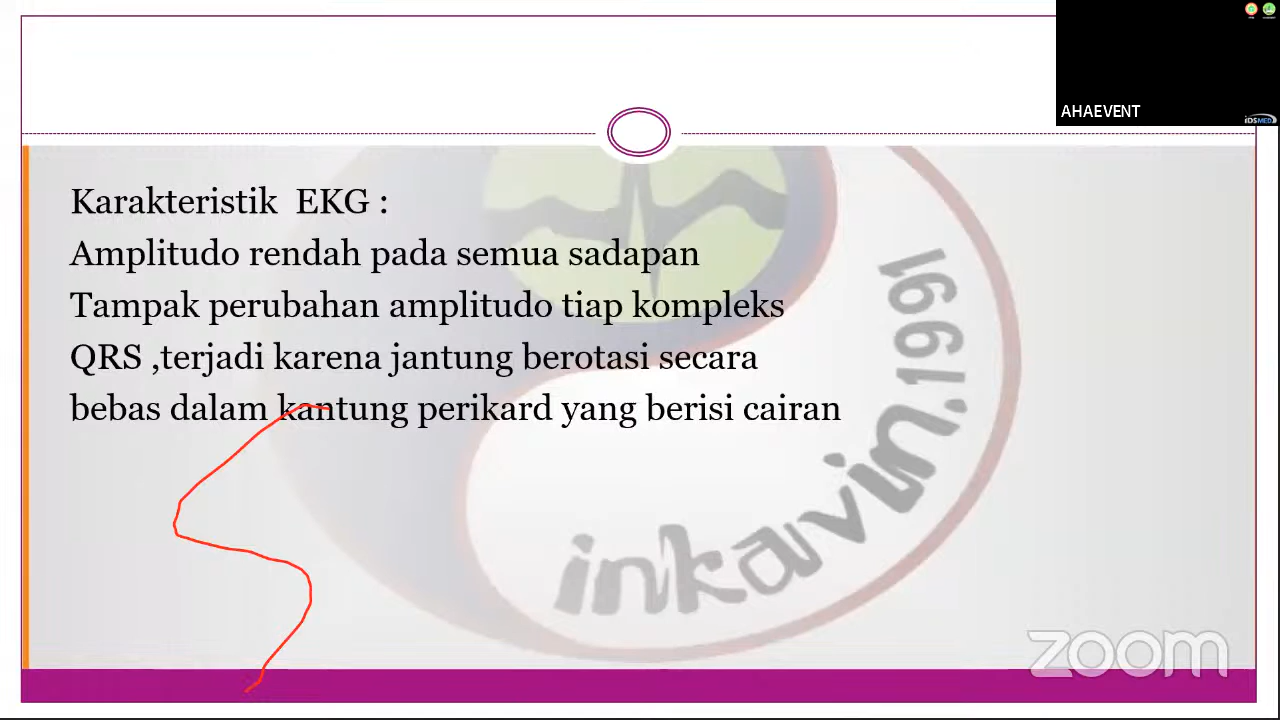 AHAEVENT
iDSMED
Karakteristik EKG :
Amplitudo rendah pada semua sadapan
Tampak perubahan amplitudo tiap kompleks
QRS ,terjadi karena jantung berotasi secara
bebas dalam kantung perikard yang berisi cairan
inkavin.1991
zoom